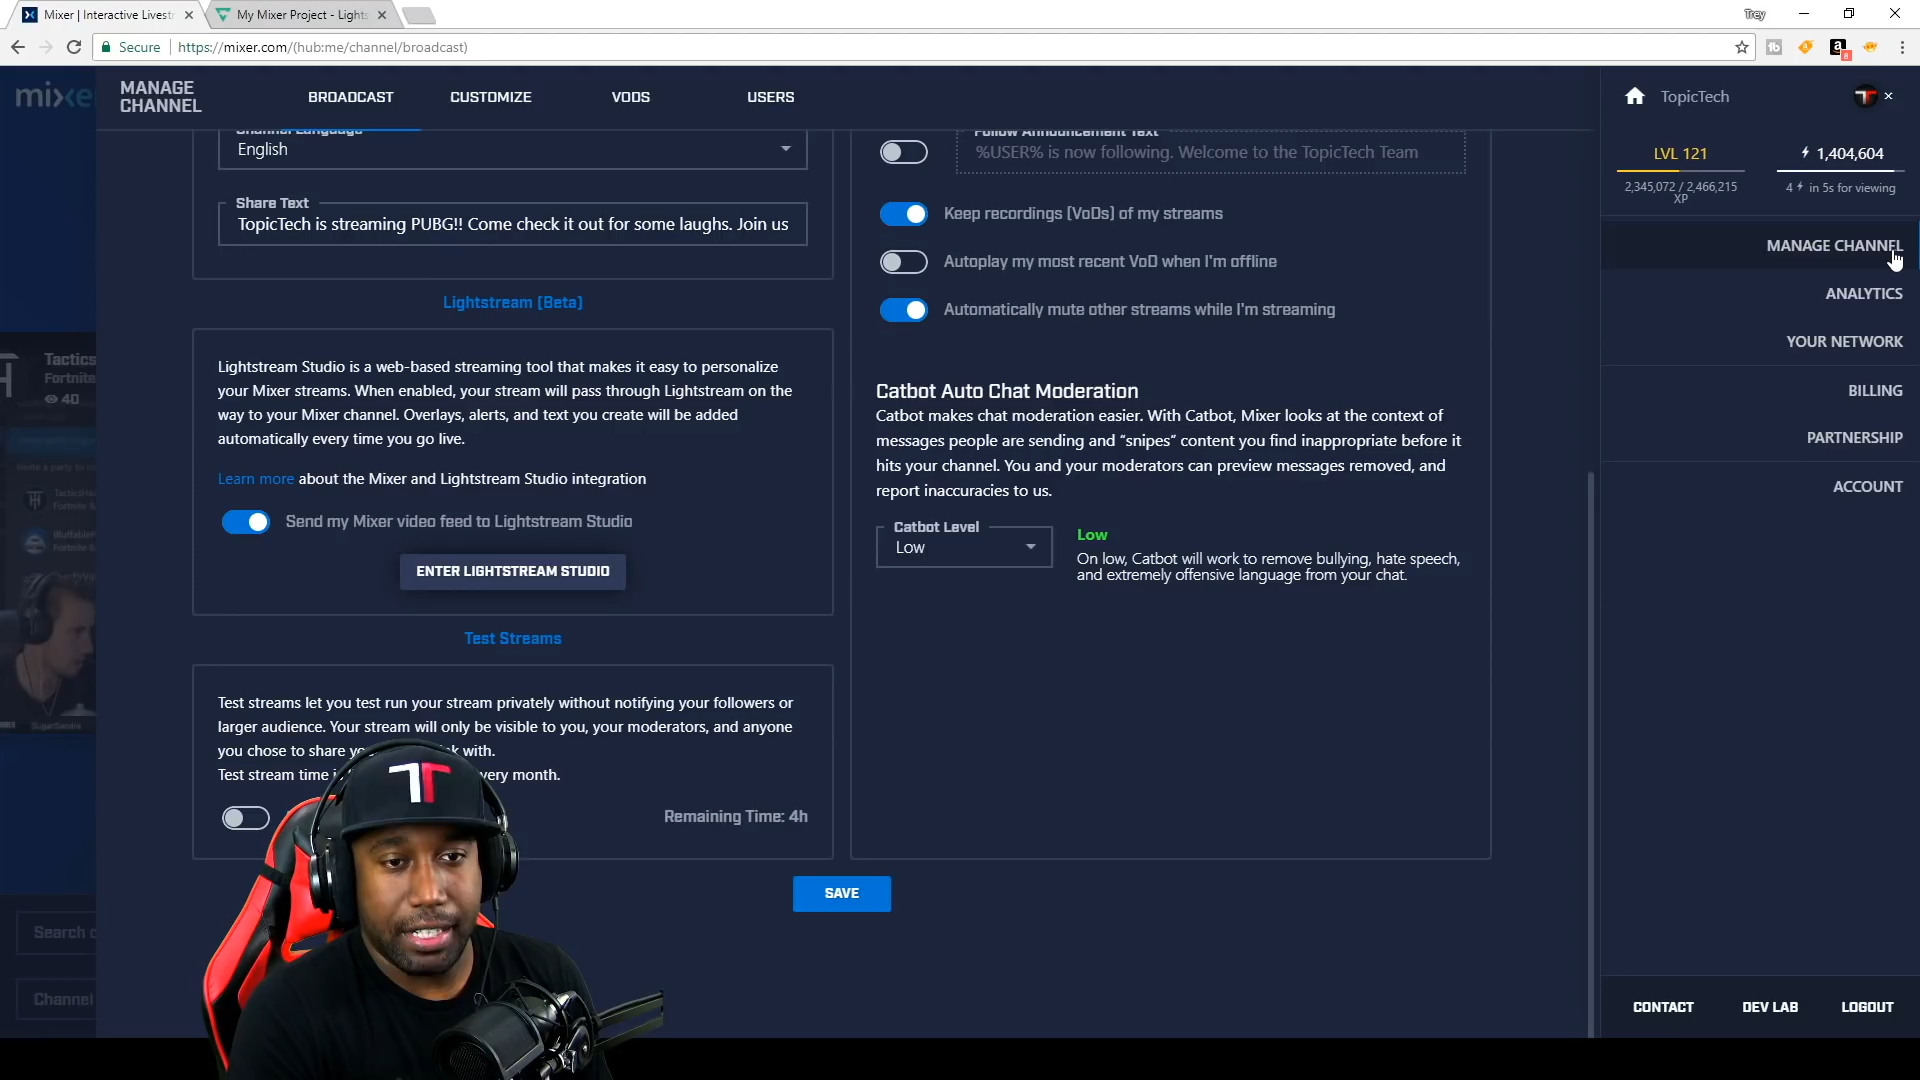 Mixer | Interactive Livestr
My Mixer Project - Lights
Trey
Secure
https://mixer.com/(hub:me/channel/broadcast)
mixe
MANAGE
CHANNEL
BROADCAST
CUSTOMIZE
VODS
USERS
TopicTech
Channel Language
English
Share Text
TopicTech is streaming PUBG!! Come check it out for some laughs. Join us
Lightstream (Beta)
Lightstream Studio is a web-based streaming tool that makes it easy to personalize
your Mixer streams. When enabled, your stream will pass through Lightstream on the
way to your Mixer channel. Overlays, alerts, and text you create will be added
automatically every time you go live.
Learn more about the Mixer and Lightstream Studio integration
Send my Mixer video feed to Lightstream Studio
ENTER LIGHTSTREAM STUDIO
Test Streams
Test streams let you test run your stream privately without notifying your followers or
larger audience. Your stream will only be visible to you, your moderators, and anyone
you chose to share with.
Test stream time every month.
Remaining Time: 4h
SAVE
Follow Announcement Text
%USER% is now following. Welcome to the TopicTech Team
Keep recordings (VoDs) of my streams
Autoplay my most recent VoD when I'm offline
Automatically mute other streams while I'm streaming
Catbot Auto Chat Moderation
Catbot makes chat moderation easier. With Catbot, Mixer looks at the context of
messages people are sending and “snipes” content you find inappropriate before it
hits your channel. You and your moderators can preview messages removed, and
report inaccuracies to us.
Catbot Level
Low
Low
On low, Catbot will work to remove bullying, hate speech,
and extremely offensive language from your chat.
LVL 121
1,404,604
2,345,072 / 2,466,215
XP
4 in 5s for viewing
MANAGE CHANNEL
ANALYTICS
YOUR NETWORK
BILLING
PARTNERSHIP
ACCOUNT
CONTACT
DEV LAB
LOGOUT
Tactics
Fortnite
40
Search
Channel